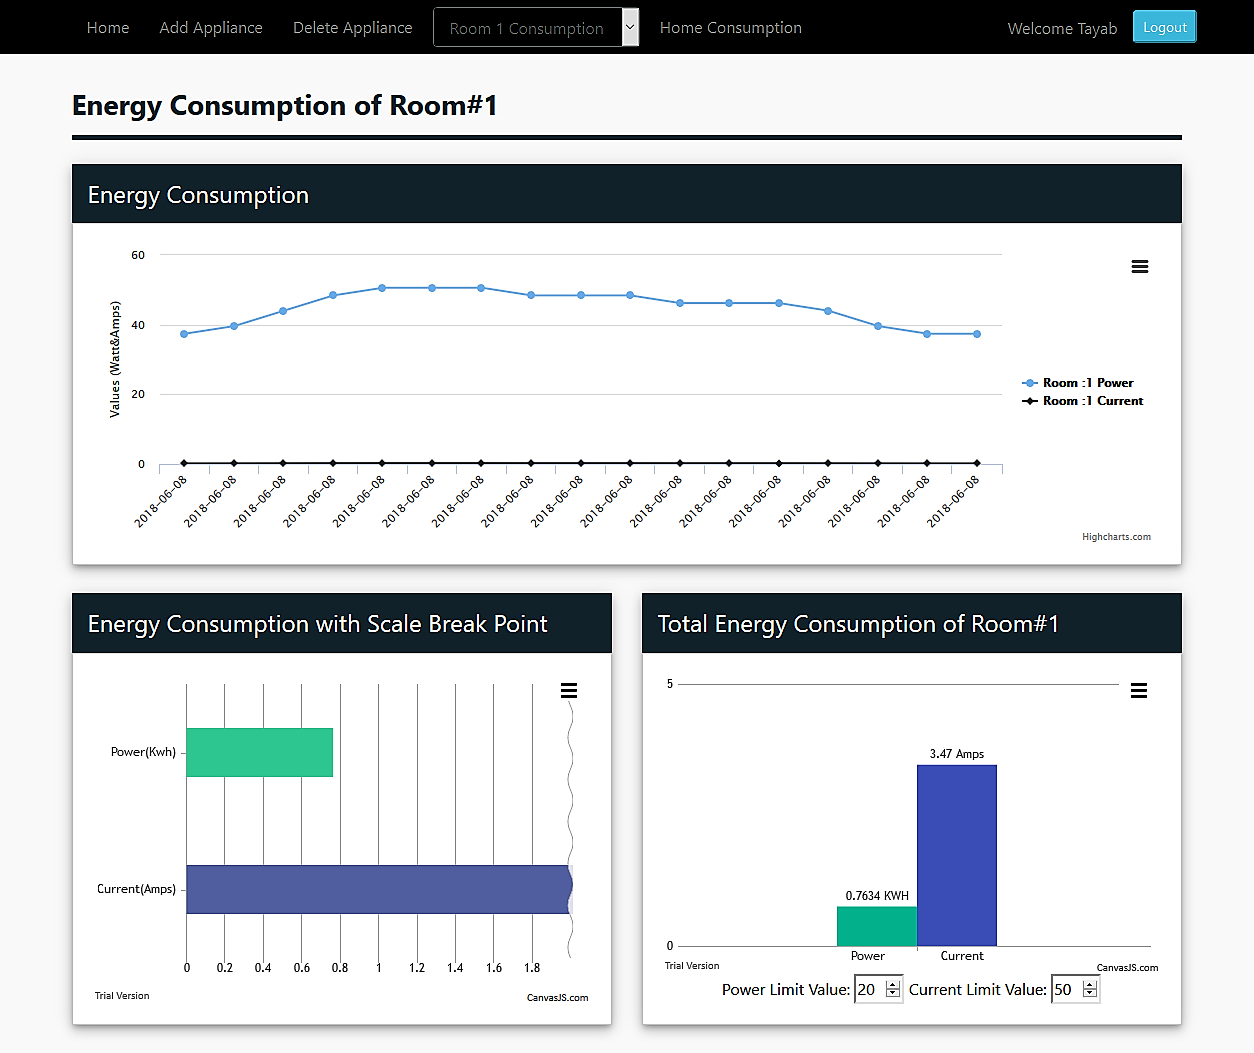 Home Add Appliance Delete Appliance Room 1 Consumption Home Consumption Welcome Tayab Logout
Energy Consumption of Room#1
Energy Consumption
60
40
20
0
Values (Watt&Amps)
2018-06-08 2018-06-08 2018-06-08 2018-06-08 2018-06-08 2018-06-08 2018-06-08 2018-06-08 2018-06-08 2018-06-08 2018-06-08 2018-06-08 2018-06-08 2018-06-08 2018-06-08 2018-06-08 2018-06-08
Room :1 Power
Room :1 Current
Highcharts.com
Energy Consumption with Scale Break Point
Power(Kwh)
Current(Amps)
0 0.2 0.4 0.6 0.8 1 1.2 1.4 1.6 1.8
Trial Version CanvasJS.com
Total Energy Consumption of Room#1
5
3.47 Amps
0.7634 KWH
0
Power Current
Trial Version CanvasJS.com
Power Limit Value: 20 Current Limit Value: 50